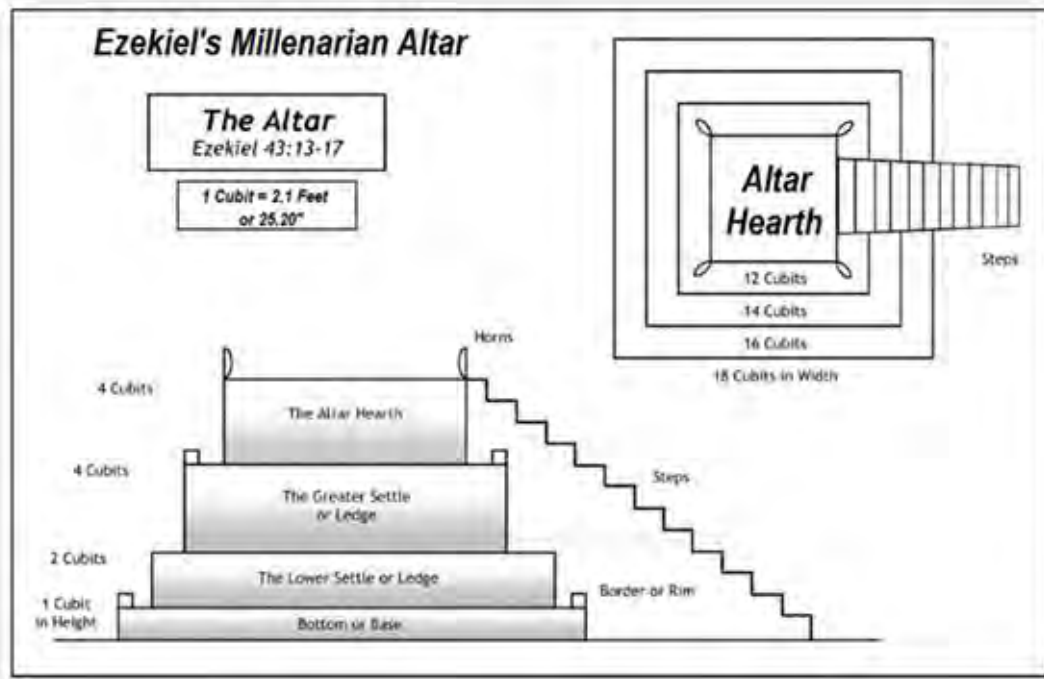 Ezekiel's Millenarian Altar
The Altar
Ezekiel 43:13-17
1 Cubit = 2.1 Feet
or 25.20"
Altar
Hearth
Steps
12 Cubits
14 Cubits
16 Cubits
18 Cubits in Width
Horns
4 Cubits
The Altar Hearth
4 Cubits
The Greater Settle
or Ledge
Steps
2 Cubits
The Lower Settle or Ledge
Border or Rim
1 Cubit
in Height
Bottom or Base